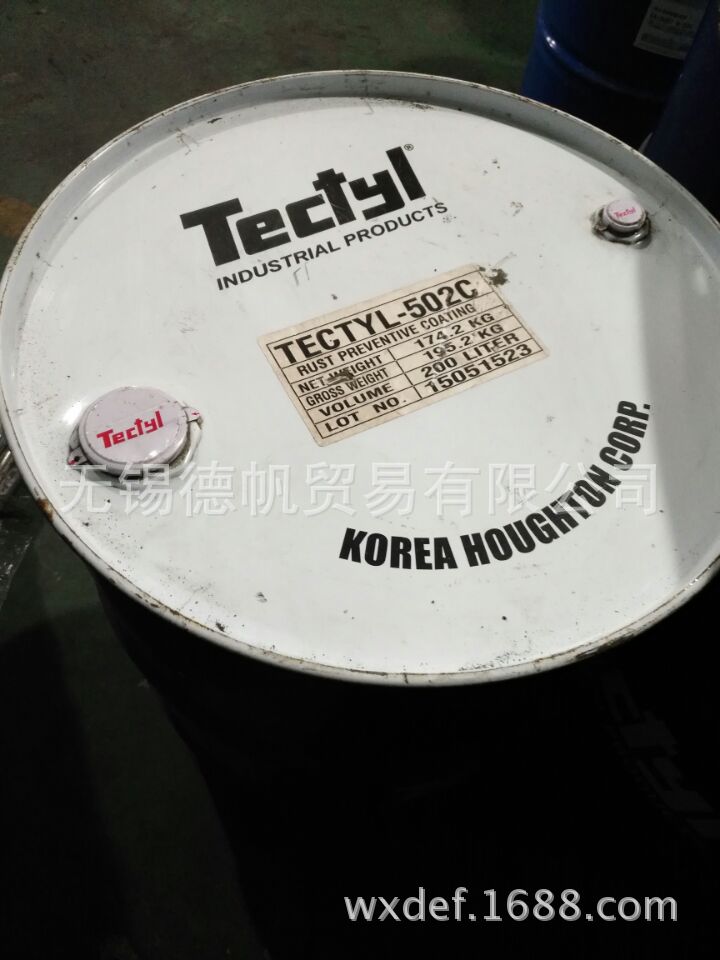 Tectyl®
INDUSTRIAL PRODUCTS
Tectyl
TECTYL-502C
RUST PREVENTIVE COATING
NET WEIGHT 174.2 KG
GROSS WEIGHT 195.2 KG
VOLUME 200 LITER
LOT NO. 15051523
Tectyl
KOREA HOUGHTON CORP.
无锡德帆贸易有限公司
Tectyl
wxdef.1688.com